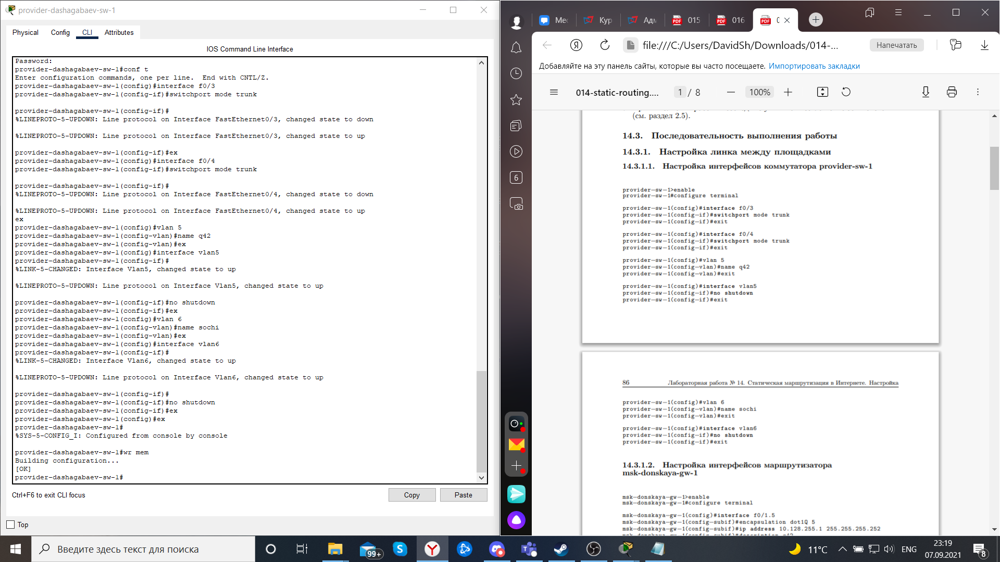 provider-dashagabaev-sw-1
Physical Config CLI Attributes
IOS Command Line Interface
Password:
provider-dashagabaev-sw-1#conf t
Enter configuration commands, one per line.  End with CNTL/Z.
provider-dashagabaev-sw-1(config)#interface f0/3
provider-dashagabaev-sw-1(config-if)#switchport mode trunk
provider-dashagabaev-sw-1(config-if)#
%LINEPROTO-5-UPDOWN: Line protocol on Interface FastEthernet0/3, changed state to down
%LINEPROTO-5-UPDOWN: Line protocol on Interface FastEthernet0/3, changed state to up
provider-dashagabaev-sw-1(config-if)#ex
provider-dashagabaev-sw-1(config)#interface f0/4
provider-dashagabaev-sw-1(config-if)#switchport mode trunk
provider-dashagabaev-sw-1(config-if)#
%LINEPROTO-5-UPDOWN: Line protocol on Interface FastEthernet0/4, changed state to down
%LINEPROTO-5-UPDOWN: Line protocol on Interface FastEthernet0/4, changed state to up
ex
provider-dashagabaev-sw-1(config)#vlan 5
provider-dashagabaev-sw-1(config-vlan)#name q42
provider-dashagabaev-sw-1(config-vlan)#ex
provider-dashagabaev-sw-1(config)#interface vlan5
provider-dashagabaev-sw-1(config-if)#
%LINK-5-CHANGED: Interface Vlan5, changed state to up
%LINEPROTO-5-UPDOWN: Line protocol on Interface Vlan5, changed state to up
provider-dashagabaev-sw-1(config-if)#no shutdown
provider-dashagabaev-sw-1(config-if)#ex
provider-dashagabaev-sw-1(config)#vlan 6
provider-dashagabaev-sw-1(config-vlan)#name sochi
provider-dashagabaev-sw-1(config-vlan)#ex
provider-dashagabaev-sw-1(config)#interface vlan6
provider-dashagabaev-sw-1(config-if)#
%LINK-5-CHANGED: Interface Vlan6, changed state to up
%LINEPROTO-5-UPDOWN: Line protocol on Interface Vlan6, changed state to up
provider-dashagabaev-sw-1(config-if)#
provider-dashagabaev-sw-1(config-if)#no shutdown
provider-dashagabaev-sw-1(config-if)#ex
provider-dashagabaev-sw-1(config)#ex
provider-dashagabaev-sw-1#
%SYS-5-CONFIG_I: Configured from console by console
provider-dashagabaev-sw-1#wr mem
Building configuration...
[OK]
provider-dashagabaev-sw-1#
Ctrl+F6 to exit CLI focus
Copy Paste
Top
Мес Кур Адм 015 016 0
file:///C:/Users/DavidSh/Downloads/014-...
Напечатать
Добавляйте на эту панель сайты, которые вы часто посещаете. Импортировать закладки
014-static-routing.... 1 / 8 100%
6
(см. раздел 2.5).
14.3. Последовательность выполнения работы
14.3.1. Настройка линка между площадками
14.3.1.1. Настройка интерфейсов коммутатора provider-sw-1
provider-sw-1>enable
provider-sw-1#configure terminal
provider-sw-1(config)#interface f0/3
provider-sw-1(config-if)#switchport mode trunk
provider-sw-1(config-if)#exit
provider-sw-1(config)#interface f0/4
provider-sw-1(config-if)#switchport mode trunk
provider-sw-1(config-if)#exit
provider-sw-1(config)#vlan 5
provider-sw-1(config-vlan)#name q42
provider-sw-1(config-vlan)#exit
provider-sw-1(config)#interface vlan5
provider-sw-1(config-if)#no shutdown
provider-sw-1(config-if)#exit
86 Лабораторная работа № 14. Статическая маршрутизация в Интернете. Настройка
provider-sw-1(config)#vlan 6
provider-sw-1(config-vlan)#name sochi
provider-sw-1(config-vlan)#exit
provider-sw-1(config)#interface vlan6
provider-sw-1(config-if)#no shutdown
provider-sw-1(config-if)#exit
14.3.1.2. Настройка интерфейсов маршрутизатора
msk-donskaya-gw-1
msk-donskaya-gw-1>enable
msk-donskaya-gw-1#configure terminal
msk-donskaya-gw-1(config)#interface f0/1.5
msk-donskaya-gw-1(config-subif)#encapsulation dot1Q 5
msk-donskaya-gw-1(config-subif)#ip address 10.128.255.1 255.255.255.252
msk-donskaya-gw-1(config-subif)#description q42
Введите здесь текст для поиска
99+
11°C
ENG
23:19
07.09.2021
8